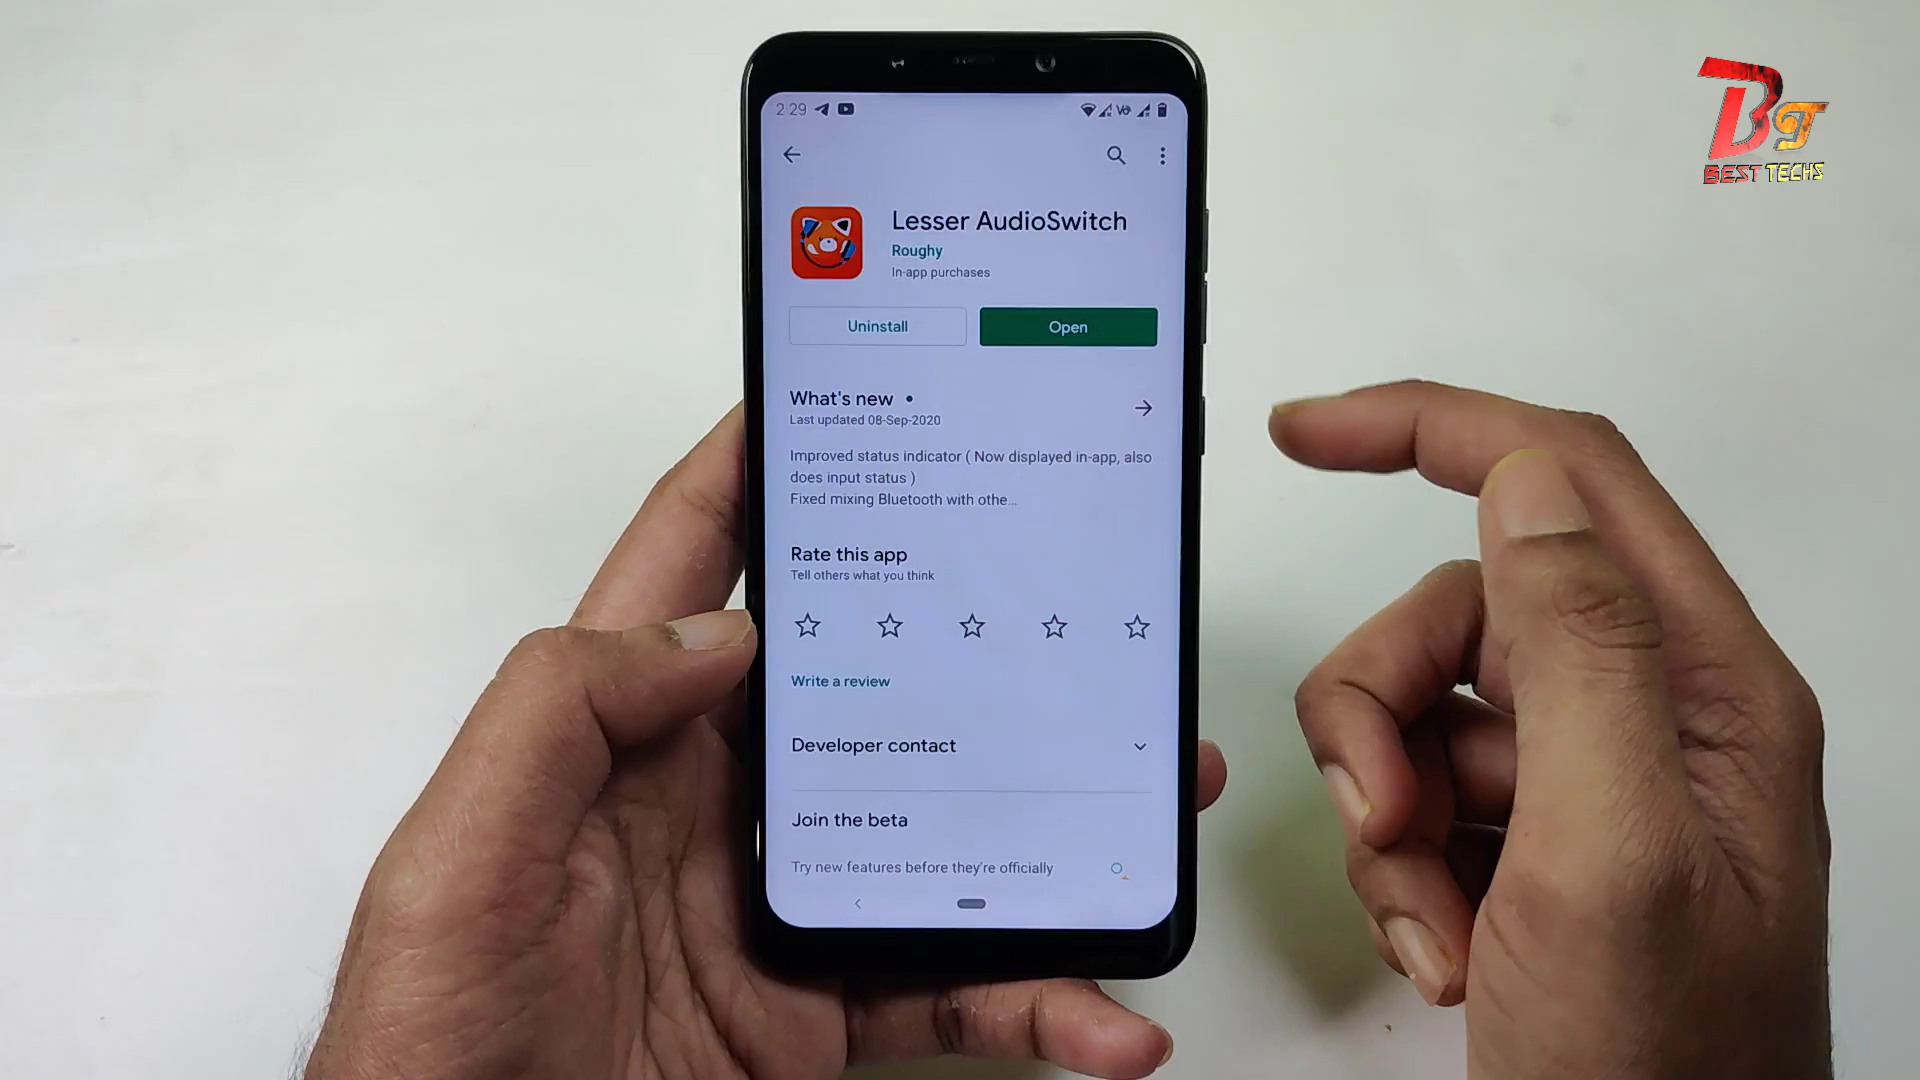 2 29
Vo
Lesser AudioSwitch
Roughy
In-app purchases
Uninstall
Open
What's new
Last updated 08-Sep-2020
Improved status indicator ( Now displayed in-app, also
does input status )
Fixed mixing Bluetooth with othe...
Rate this app
Tell others what you think
Write a review
Developer contact
Join the beta
Try new features before they're officially
BT
BEST TECHS